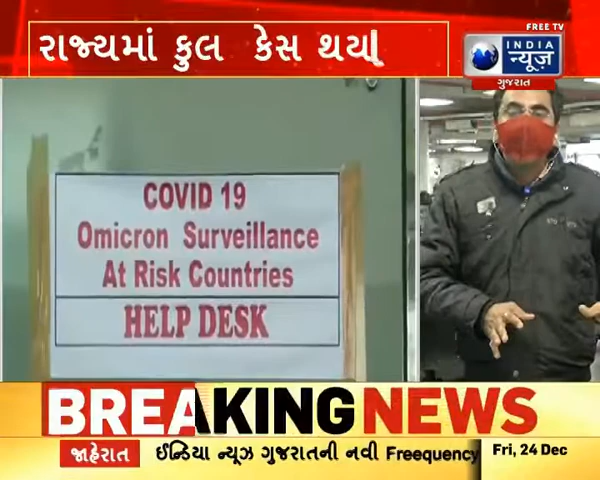 FREE TV
રાજ્યમાં કુલ કેસ થયા
INDIA
न्यूज़
ગુજરાત
COVID 19
Omicron Surveillance
At Risk Countries
HELP DESK
BREAKING NEWS
જાહેરાત
ઈન્ડિયા ન્યૂઝ ગુજરાતની નવી Freequency
Fri, 24 Dec